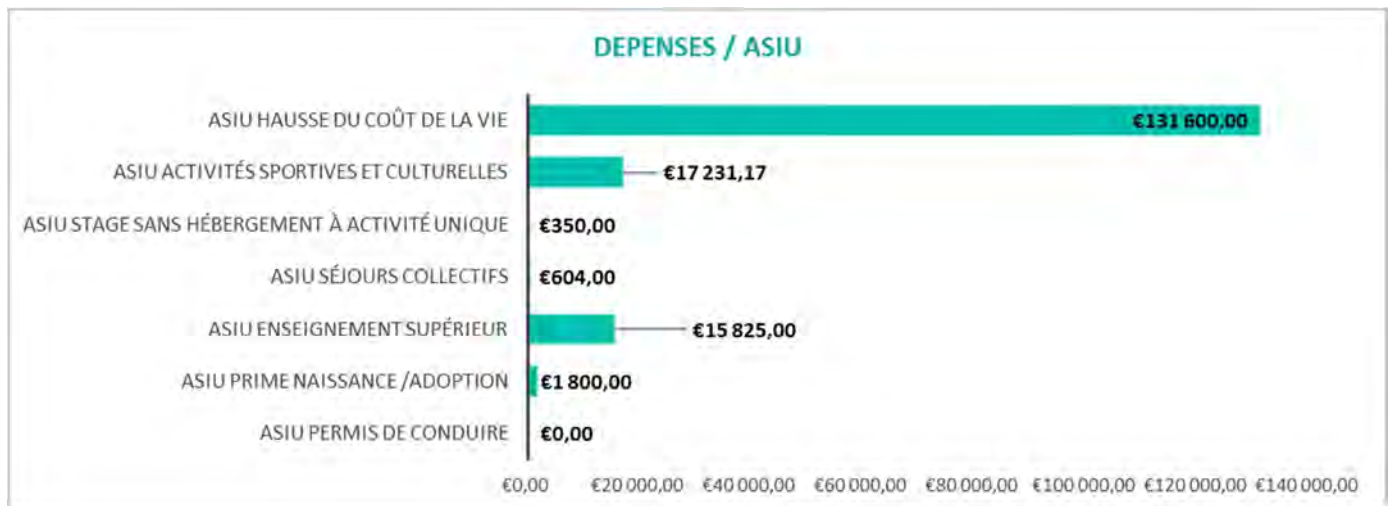 DEPENSES / ASIU
ASIU HAUSSE DU COÛT DE LA VIE €131 600,00
ASIU ACTIVITÉS SPORTIVES ET CULTURELLES €17 231,17
ASIU STAGE SANS HÉBERGEMENT À ACTIVITÉ UNIQUE €350,00
ASIU SÉJOURS COLLECTIFS €604,00
ASIU ENSEIGNEMENT SUPÉRIEUR €15 825,00
ASIU PRIME NAISSANCE /ADOPTION €1 800,00
ASIU PERMIS DE CONDUIRE €0,00
€0,00 €20 000,00 €40 000,00 €60 000,00 €80 000,00 €100 000,00 €120 000,00 €140 000,00